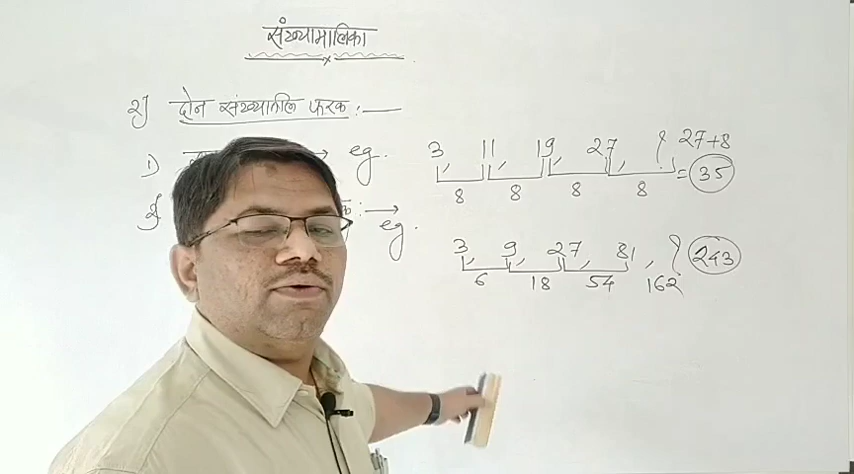 संख्यामालिका
२) दोन संख्यातील फरक :—
1) → eg. 3, 11, 19, 27, ? 27+8
8 8 8 8 = 35
→ eg. 3, 9, 27, 81, ? 243
6 18 54 162